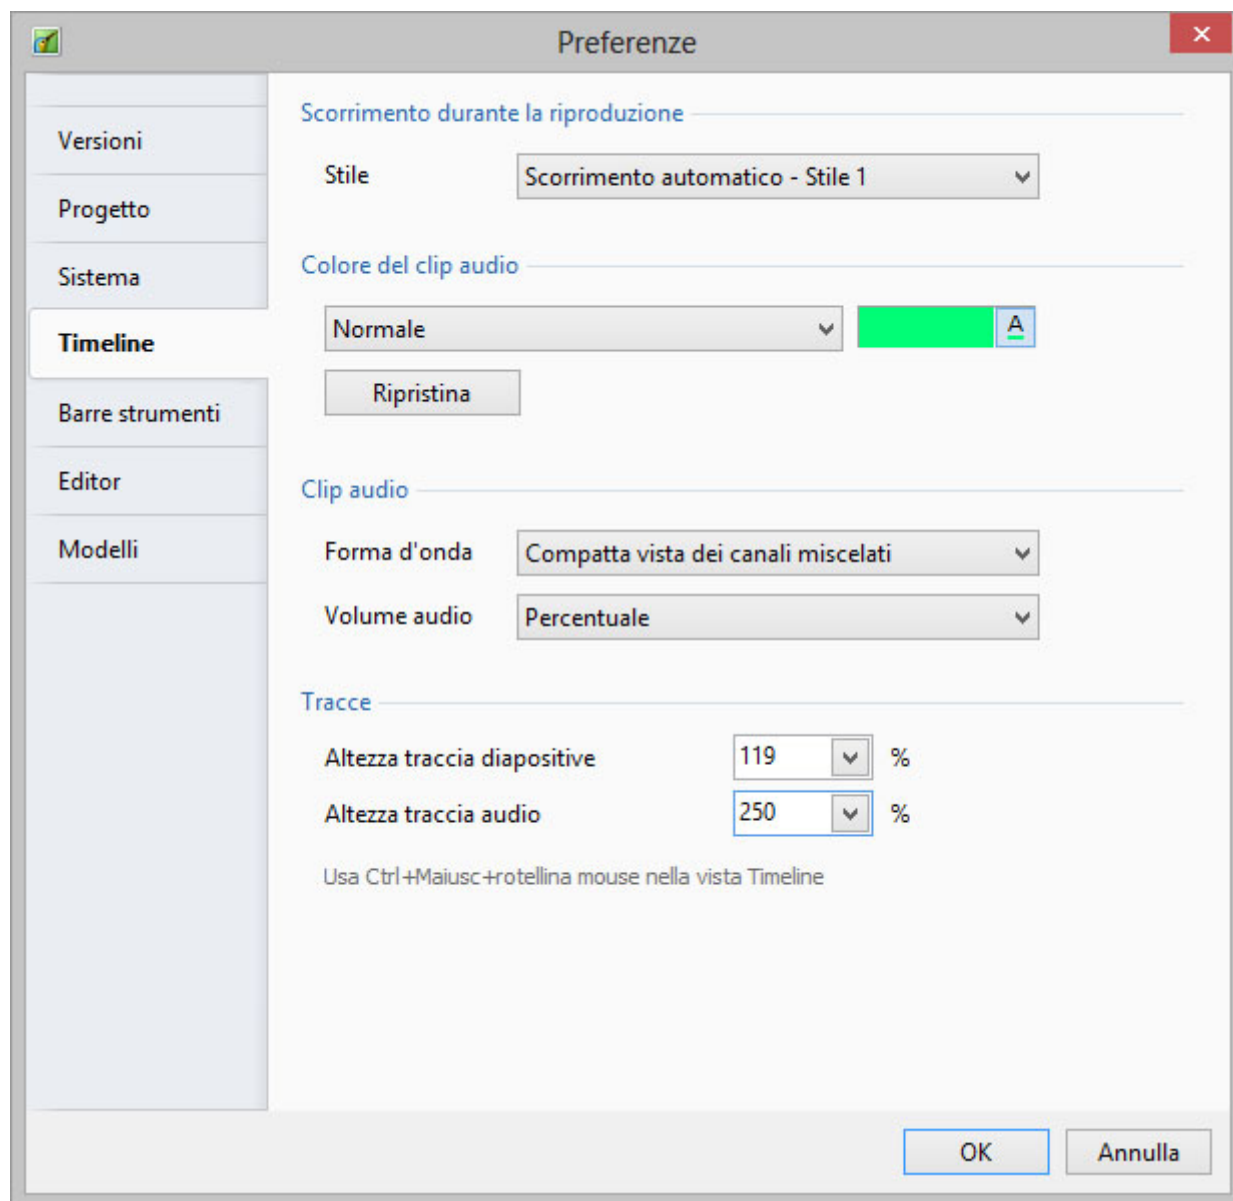 Preferenze
Versioni
Progetto
Sistema
Timeline
Barre strumenti
Editor
Modelli
Scorrimento durante la riproduzione
Stile Scorrimento automatico - Stile 1
Colore del clip audio
Normale A
Ripristina
Clip audio
Forma d'onda Compatta vista dei canali miscelati
Volume audio Percentuale
Tracce
Altezza traccia diapositive 119 %
Altezza traccia audio 250 %
Usa Ctrl+Maiusc+rotellina mouse nella vista Timeline
OK Annulla